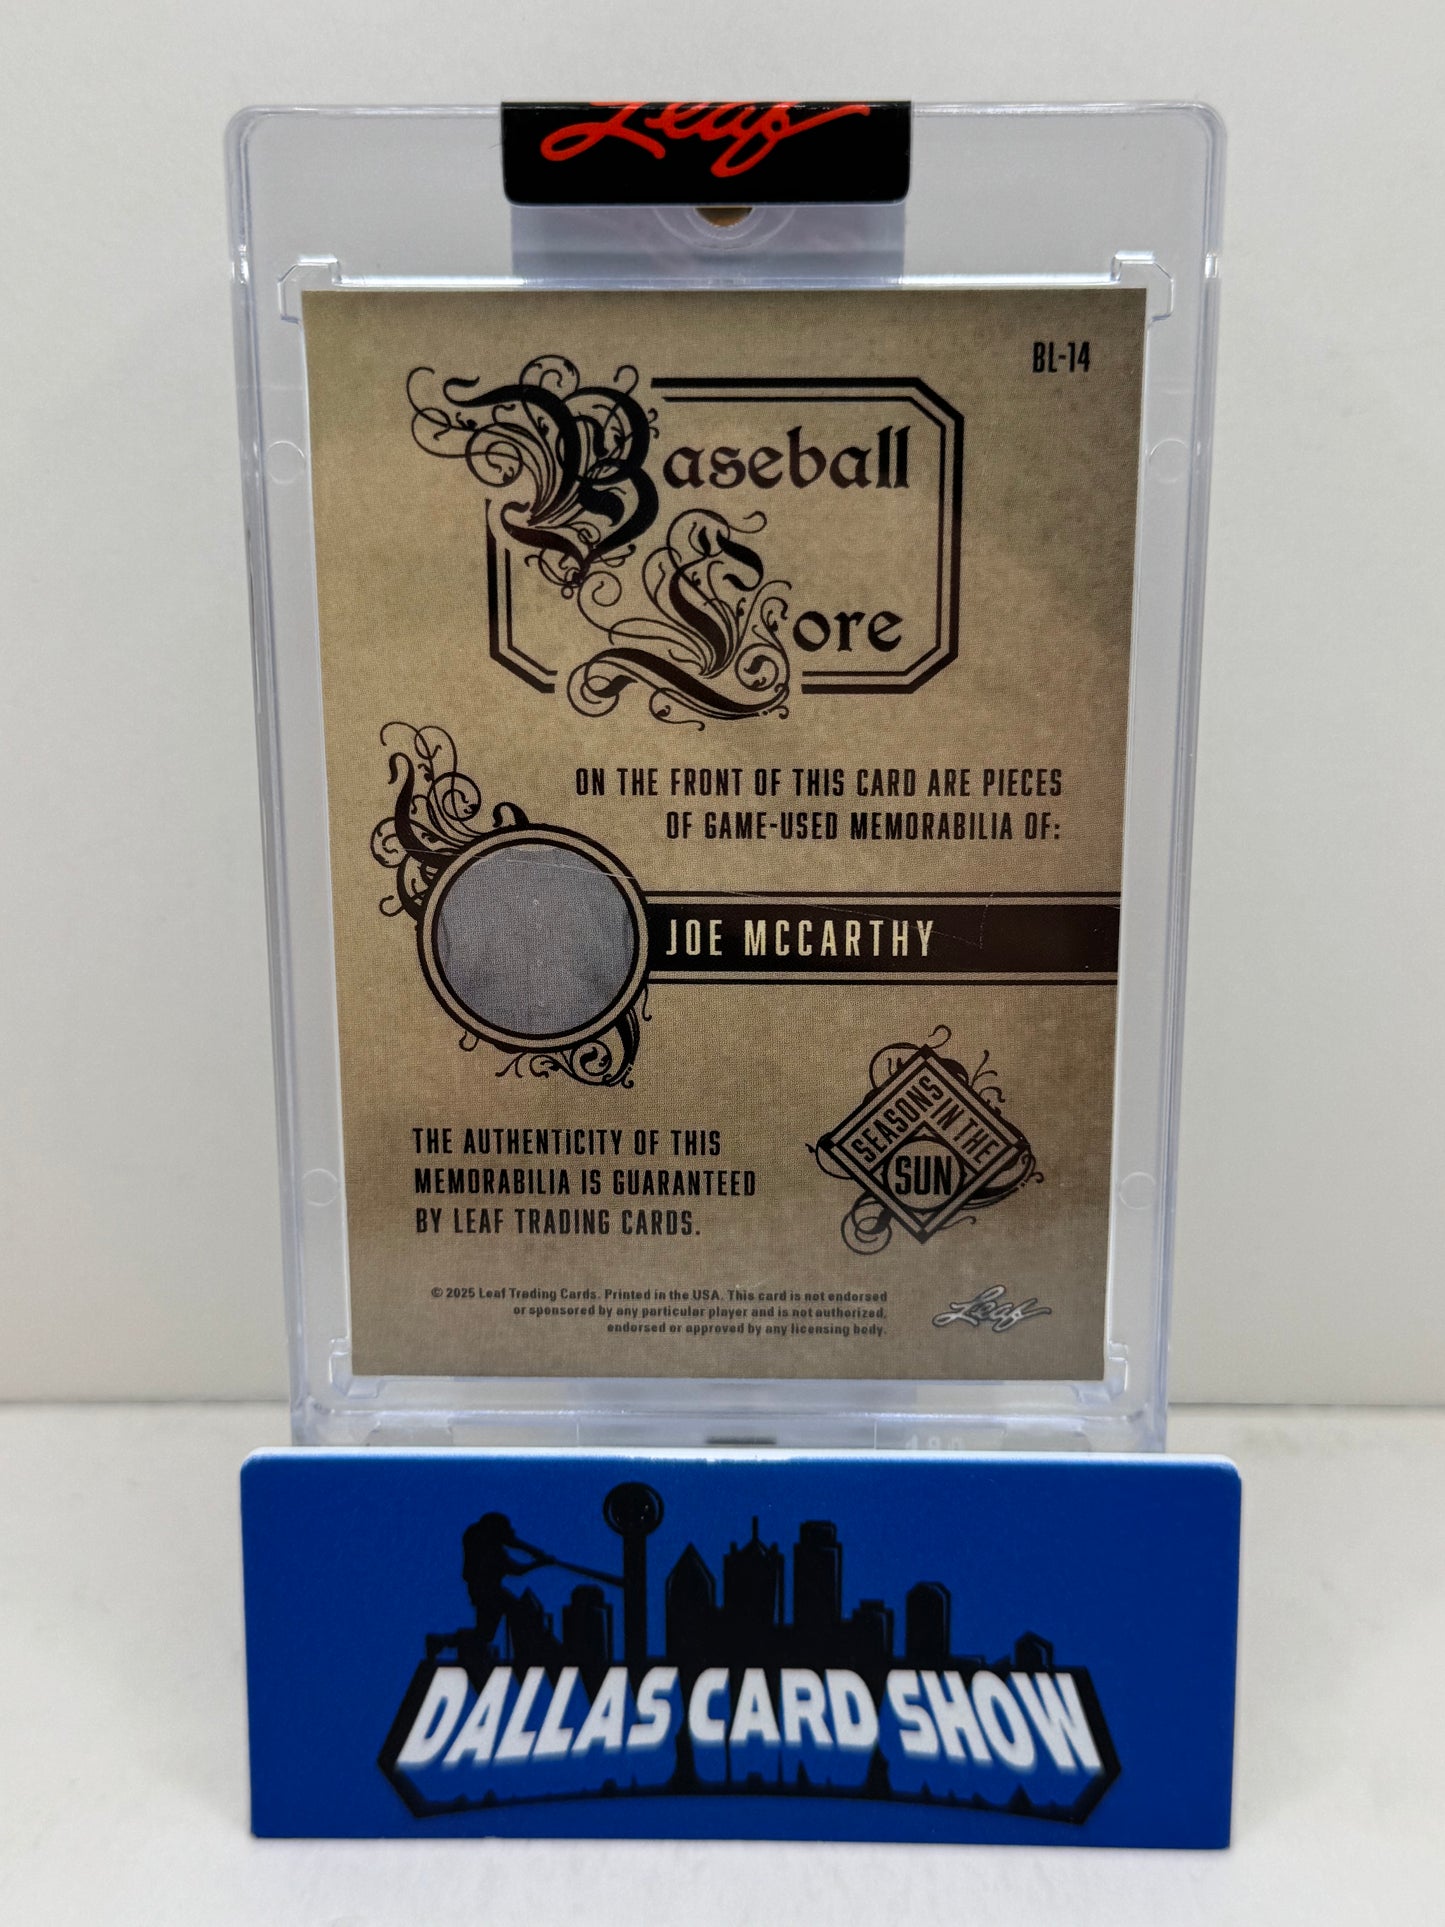 Leaf
BL-14
Baseball
Lore
ON THE FRONT OF THIS CARD ARE PIECES
OF GAME-USED MEMORABILIA OF:
JOE MCCARTHY
THE AUTHENTICITY OF THIS
MEMORABILIA IS GUARANTEED
BY LEAF TRADING CARDS.
SEASONS IN THE
SUN
© 2025 Leaf Trading Cards. Printed in the USA. This card is not endorsed
or sponsored by any particular player and is not authorized,
endorsed or approved by any licensing body.
Leaf
DALLAS CARD SHOW